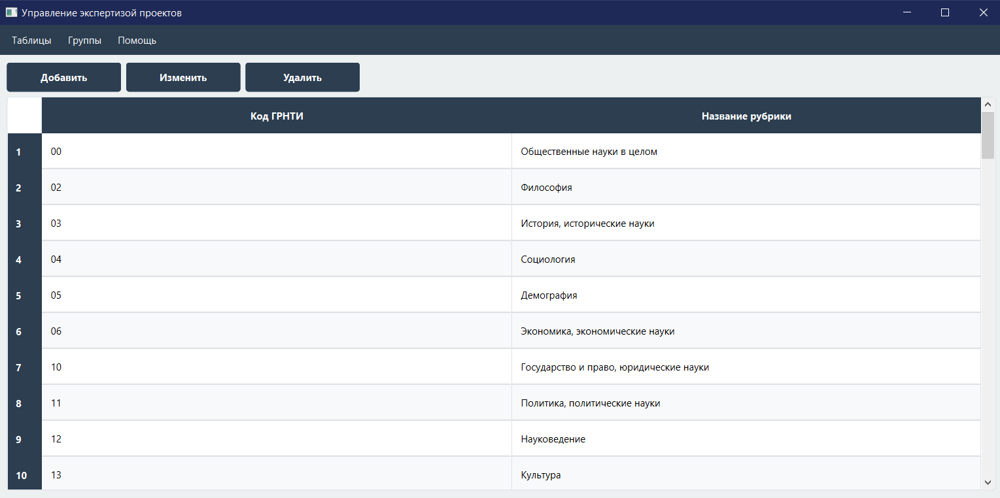 Управление экспертизой проектов
Таблицы Группы Помощь
Добавить Изменить Удалить
Код ГРНТИ Название рубрики
1 00 Общественные науки в целом
2 02 Философия
3 03 История, исторические науки
4 04 Социология
5 05 Демография
6 06 Экономика, экономические науки
7 10 Государство и право, юридические науки
8 11 Политика, политические науки
9 12 Науковедение
10 13 Культура